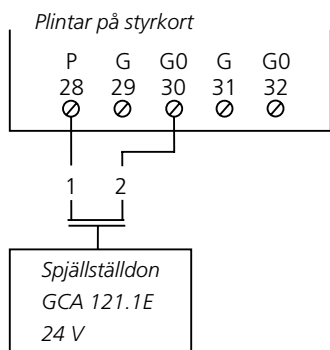 Plintar på styrkort
P G G0 G G0
28 29 30 31 32
1 2
Spjällställdon
GCA 121.1E
24 V